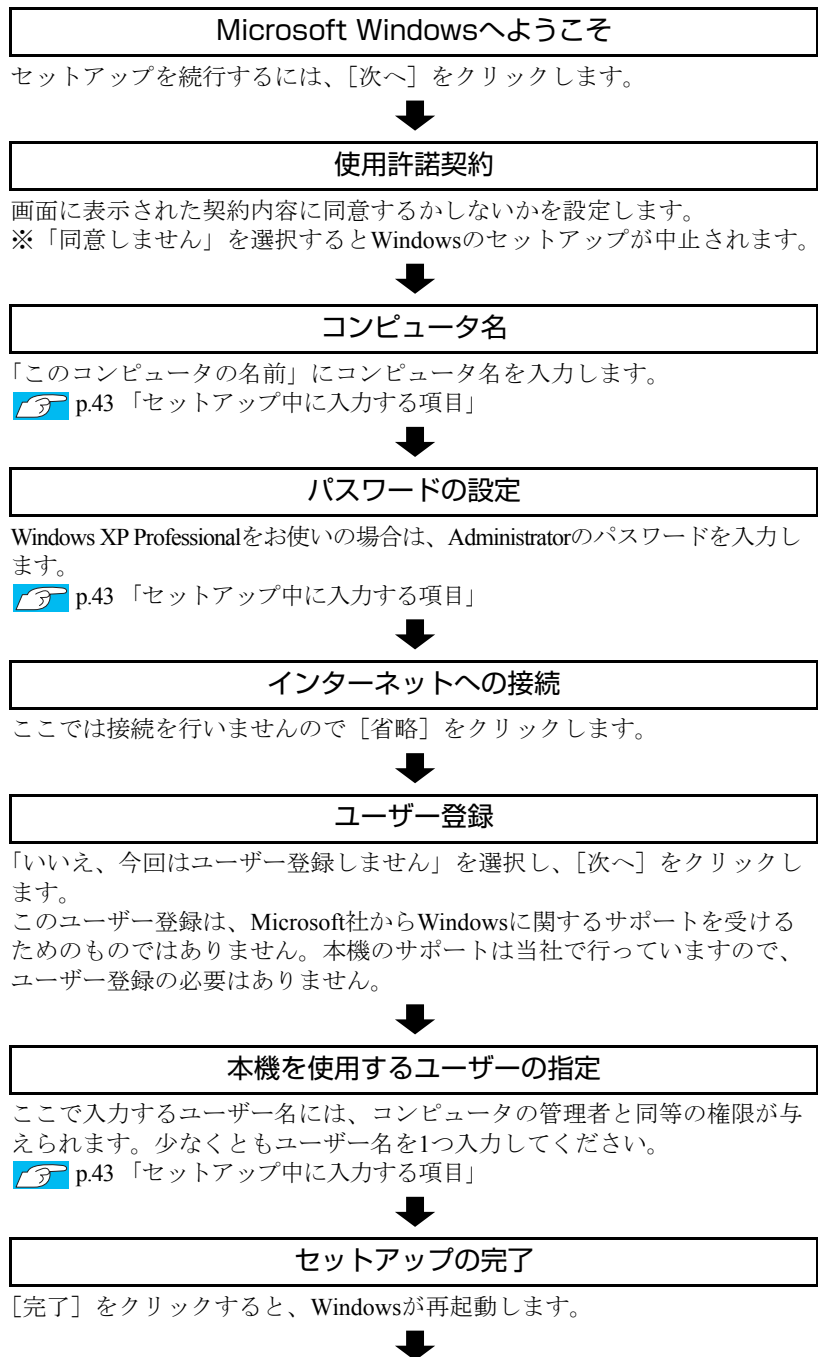 Microsoft Windowsへようこそ
セットアップを続行するには、［次へ］をクリックします。
使用許諾契約
画面に表示された契約内容に同意するかしないかを設定します。
※「同意しません」を選択するとWindowsのセットアップが中止されます。
コンピュータ名
「このコンピュータの名前」にコンピュータ名を入力します。
p.43 「セットアップ中に入力する項目」
パスワードの設定
Windows XP Professionalをお使いの場合は、Administratorのパスワードを入力し
ます。
p.43 「セットアップ中に入力する項目」
インターネットへの接続
ここでは接続を行いませんので［省略］をクリックします。
ユーザー登録
「いいえ、今回はユーザー登録しません」を選択し、［次へ］をクリックし
ます。
このユーザー登録は、Microsoft社からWindowsに関するサポートを受ける
ためのものではありません。本機のサポートは当社で行っていますので、
ユーザー登録の必要はありません。
本機を使用するユーザーの指定
ここで入力するユーザー名には、コンピュータの管理者と同等の権限が与
えられます。少なくともユーザー名を1つ入力してください。
p.43 「セットアップ中に入力する項目」
セットアップの完了
［完了］をクリックすると、Windowsが再起動します。